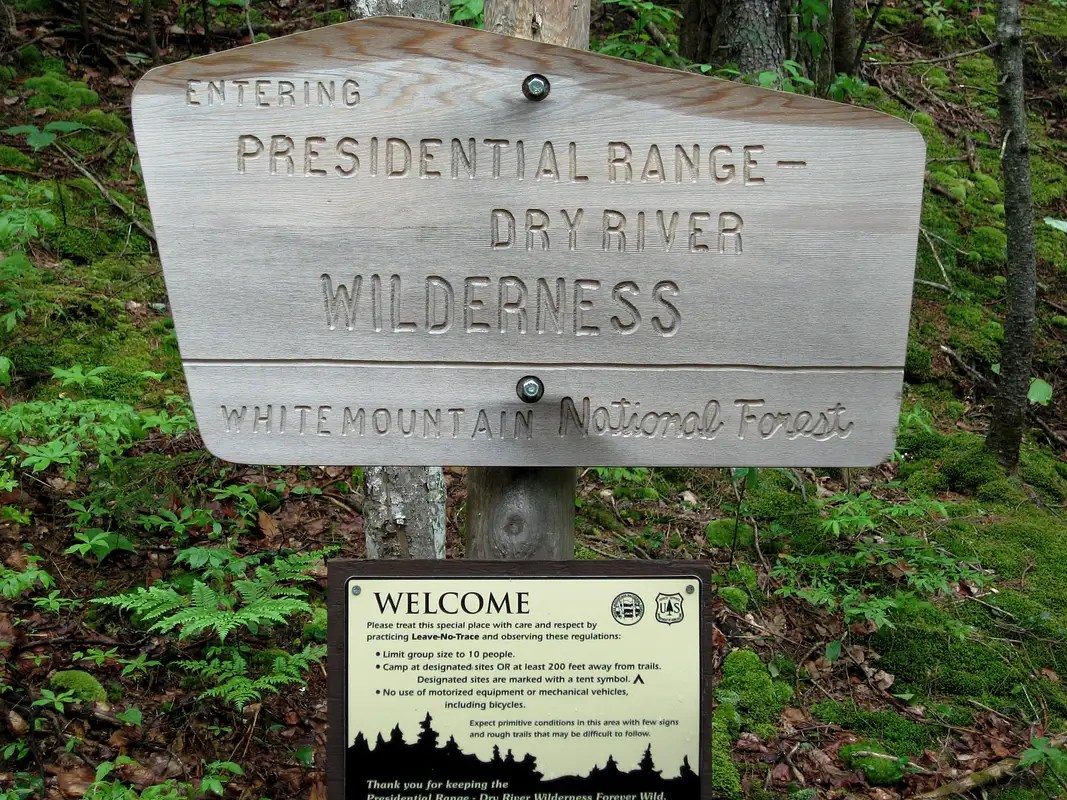 ENTERING
PRESIDENTIAL RANGE-
DRY RIVER
WILDERNESS
WHITE MOUNTAIN National Forest
WELCOME
US
Please treat this special place with care and respect by
practicing Leave-No-Trace and observing these regulations:
• Limit group size to 10 people.
• Camp at designated sites OR at least 200 feet away from trails.
Designated sites are marked with a tent symbol.
• No use of motorized equipment or mechanical vehicles,
including bicycles.
Expect primitive conditions in this area with few signs
and rough trails that may be difficult to follow.
Thank you for keeping the
Presidential Range - Dry River Wilderness Forever Wild.